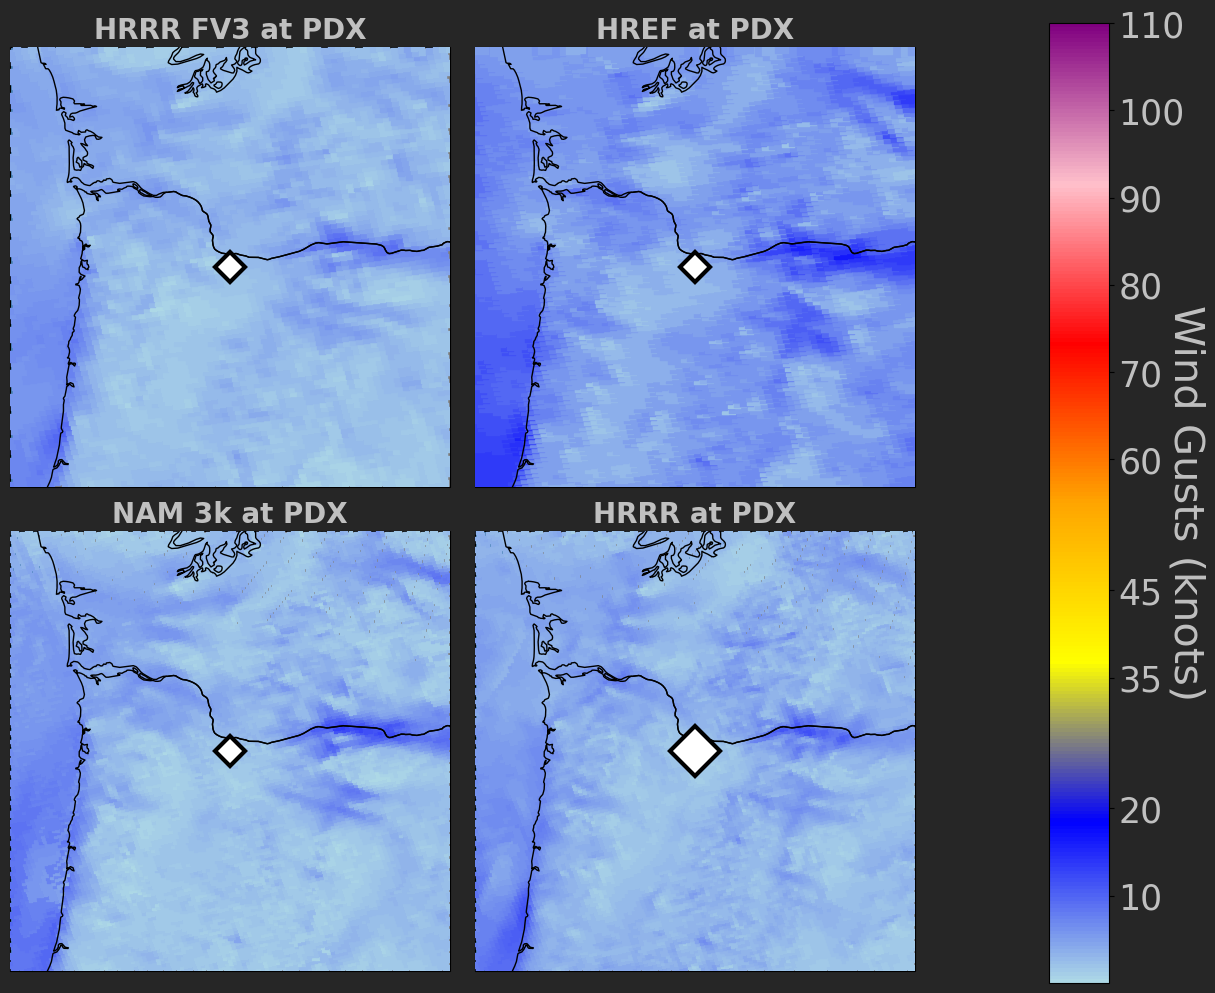 HRRR FV3 at PDX
HREF at PDX
NAM 3k at PDX
HRRR at PDX
110
100
90
80
70
60
45
35
20
10
Wind Gusts (knots)